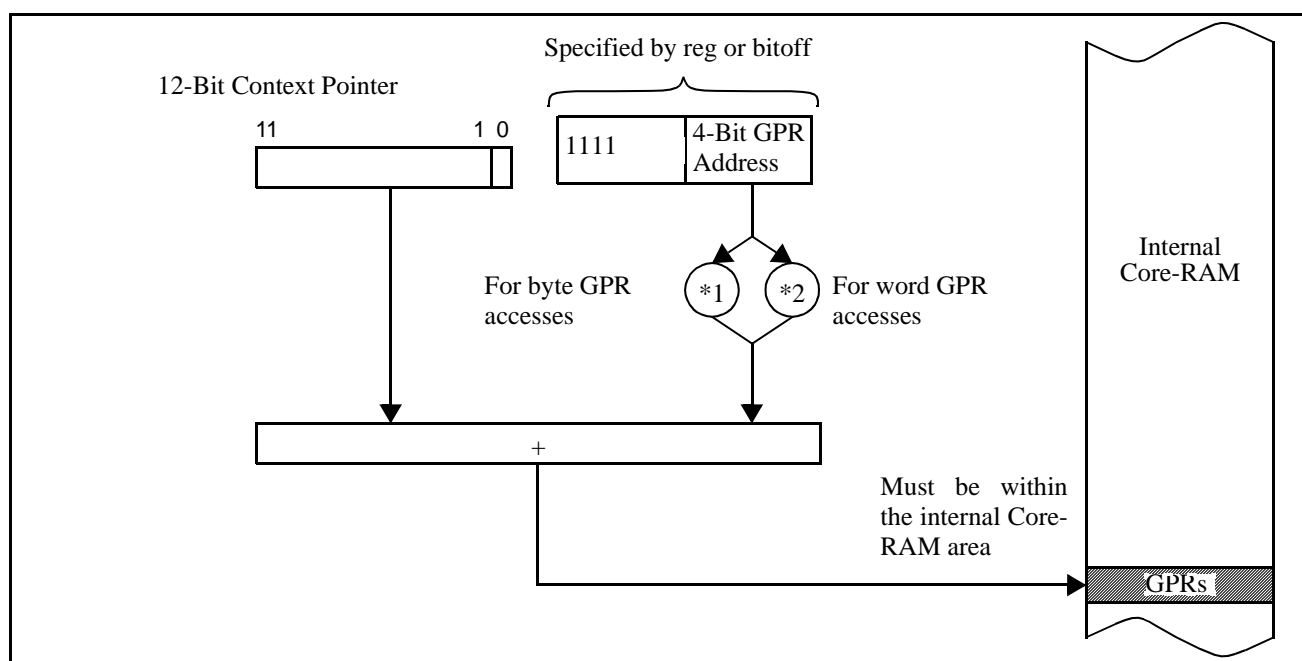 Specified by reg or bitoff
12-Bit Context Pointer
11 1 0
1111
4-Bit GPR
Address
For byte GPR
accesses
*1
*2
For word GPR
accesses
Internal
Core-RAM
+
Must be within
the internal Core-
RAM area
GPRs